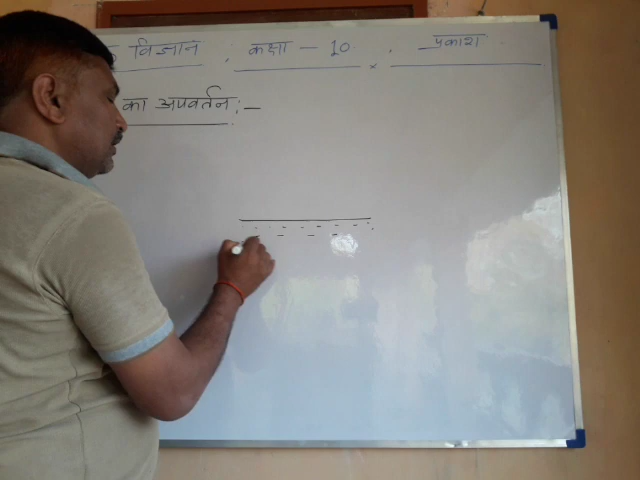 विज्ञान , कक्षा - 10. , प्रकाश
का अपवर्तन :-